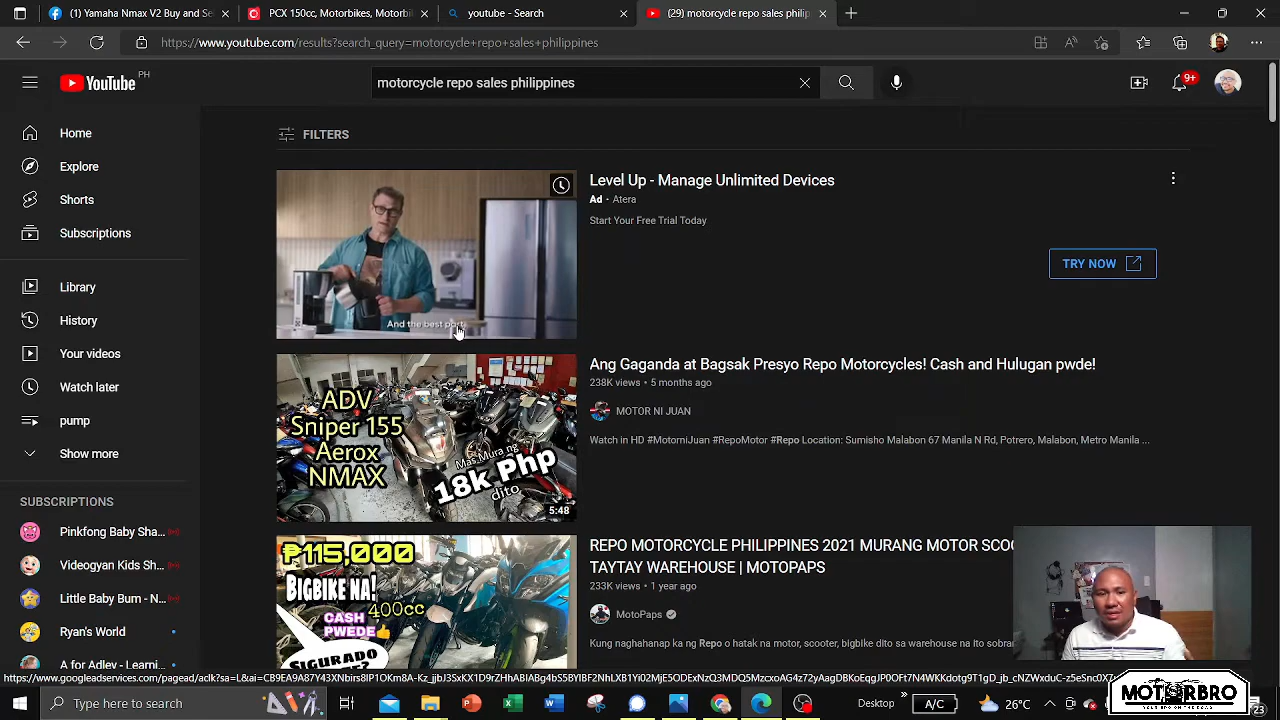 (1) Yamaha Nmax V2 Buy and Se
PCX 150cc, Motorbikes, Motorbi
youtube - Search
(29) motorcycle repo sales philip
https://www.youtube.com/results?search_query=motorcycle+repo+sales+philippines
YouTube PH
motorcycle repo sales philippines
9+
Home
Explore
Shorts
Subscriptions
Library
History
Your videos
Watch later
pump
Show more
SUBSCRIPTIONS
Pinkfong Baby Sha...
Videogyan Kids Sh...
Little Baby Bum - N...
Ryan's World
A for Adley - Learni...
FILTERS
And the best part
Level Up - Manage Unlimited Devices
Ad · Atera
Start Your Free Trial Today
TRY NOW
ADV
Sniper 155
Aerox
NMAX
Mas Mura ng
18k Php
dito
5:48
Ang Gaganda at Bagsak Presyo Repo Motorcycles! Cash and Hulugan pwde!
238K views • 5 months ago
MOTOR NI JUAN
Watch in HD #MotorniJuan #RepoMotor #Repo Location: Sumisho Malabon 67 Manila N Rd, Potrero, Malabon, Metro Manila ...
₱115,000
BIGBIKE NA!
400cc
CASH
PWEDE
SIGURADO
REPO MOTORCYCLE PHILIPPINES 2021 MURANG MOTOR SCOO
TAYTAY WAREHOUSE | MOTOPAPS
233K views • 1 year ago
MotoPaps
Kung naghahanap ka ng Repo o hatak na motor, scooter, bigbike dito sa warehouse na ito sobra
MOTORBRO
Type here to search
Desktop
A/C
26°C
23